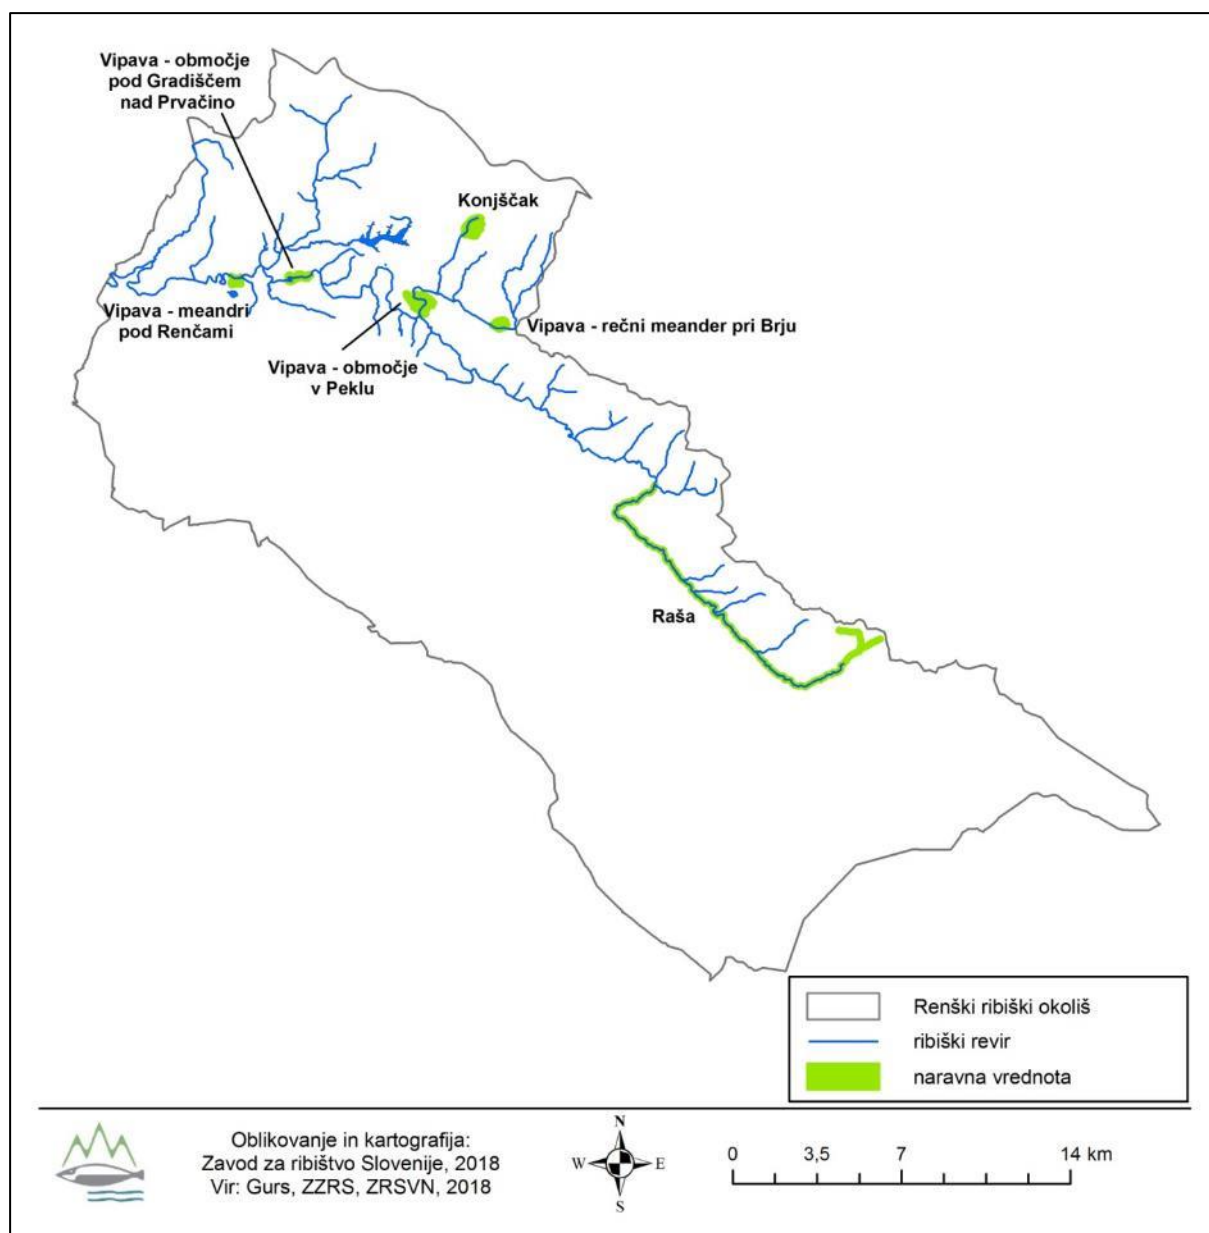 Vipava - območje
pod Gradiščem
nad Prvačino
Konjščak
Vipava - meandri
pod Renčami
Vipava - rečni meander pri Brju
Vipava - območje
v Peklu
Raša
Renški ribiški okoliš
ribiški revir
naravna vrednota
Oblikovanje in kartografija:
Zavod za ribištvo Slovenije, 2018
Vir: Gurs, ZZRS, ZRSVN, 2018
N
W E
S
0 3,5 7 14 km